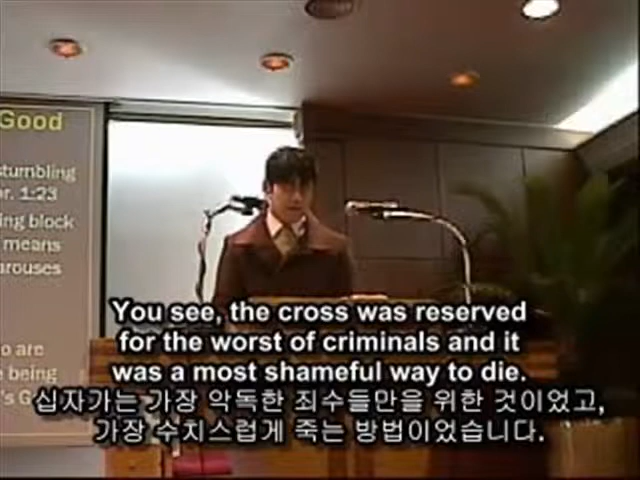 Good
stumbling
r. 1:23
ing block
means
arouses
o are
being
's G
You see, the cross was reserved
for the worst of criminals and it
was a most shameful way to die.
십자가는 가장 악독한 죄수들만을 위한 것이었고,
가장 수치스럽게 죽는 방법이었습니다.